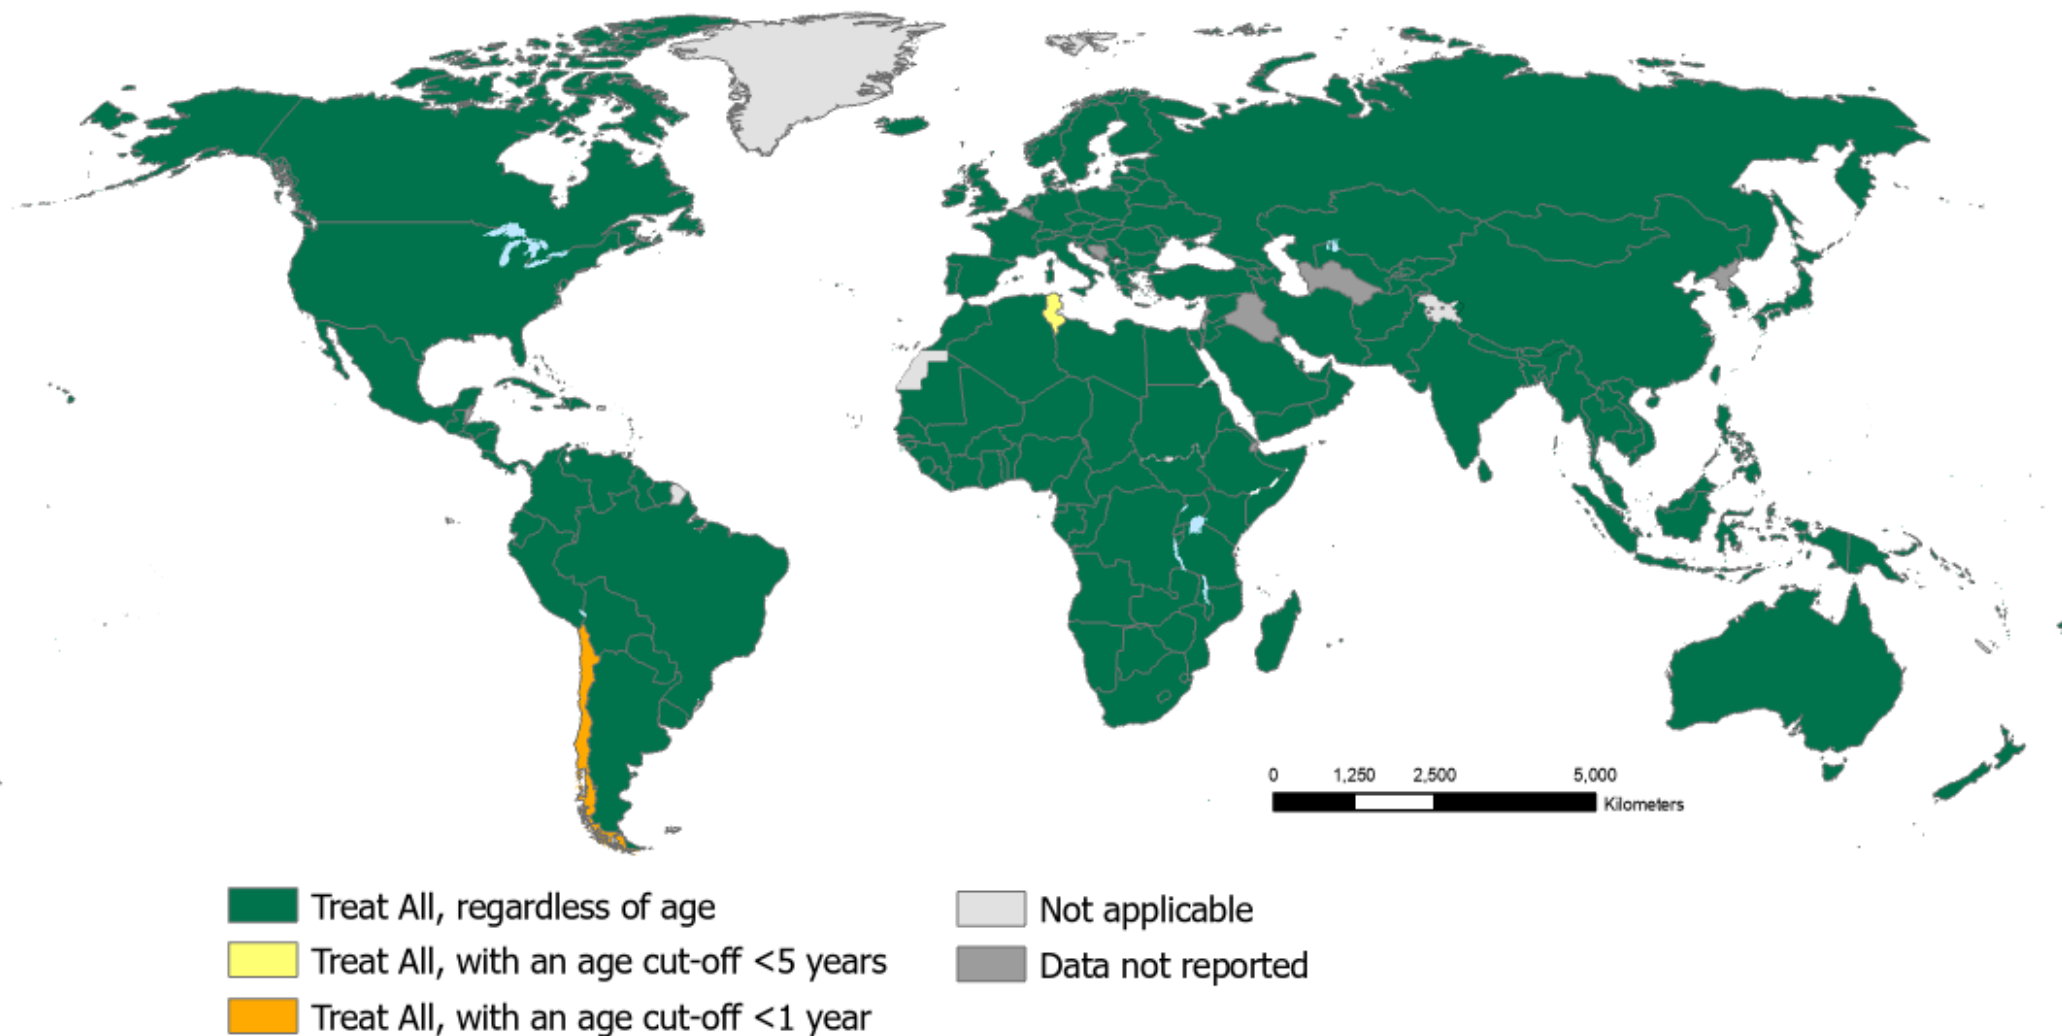 0 1,250 2,500 5,000
Kilometers
Treat All, regardless of age
Treat All, with an age cut-off <5 years
Treat All, with an age cut-off <1 year
Not applicable
Data not reported